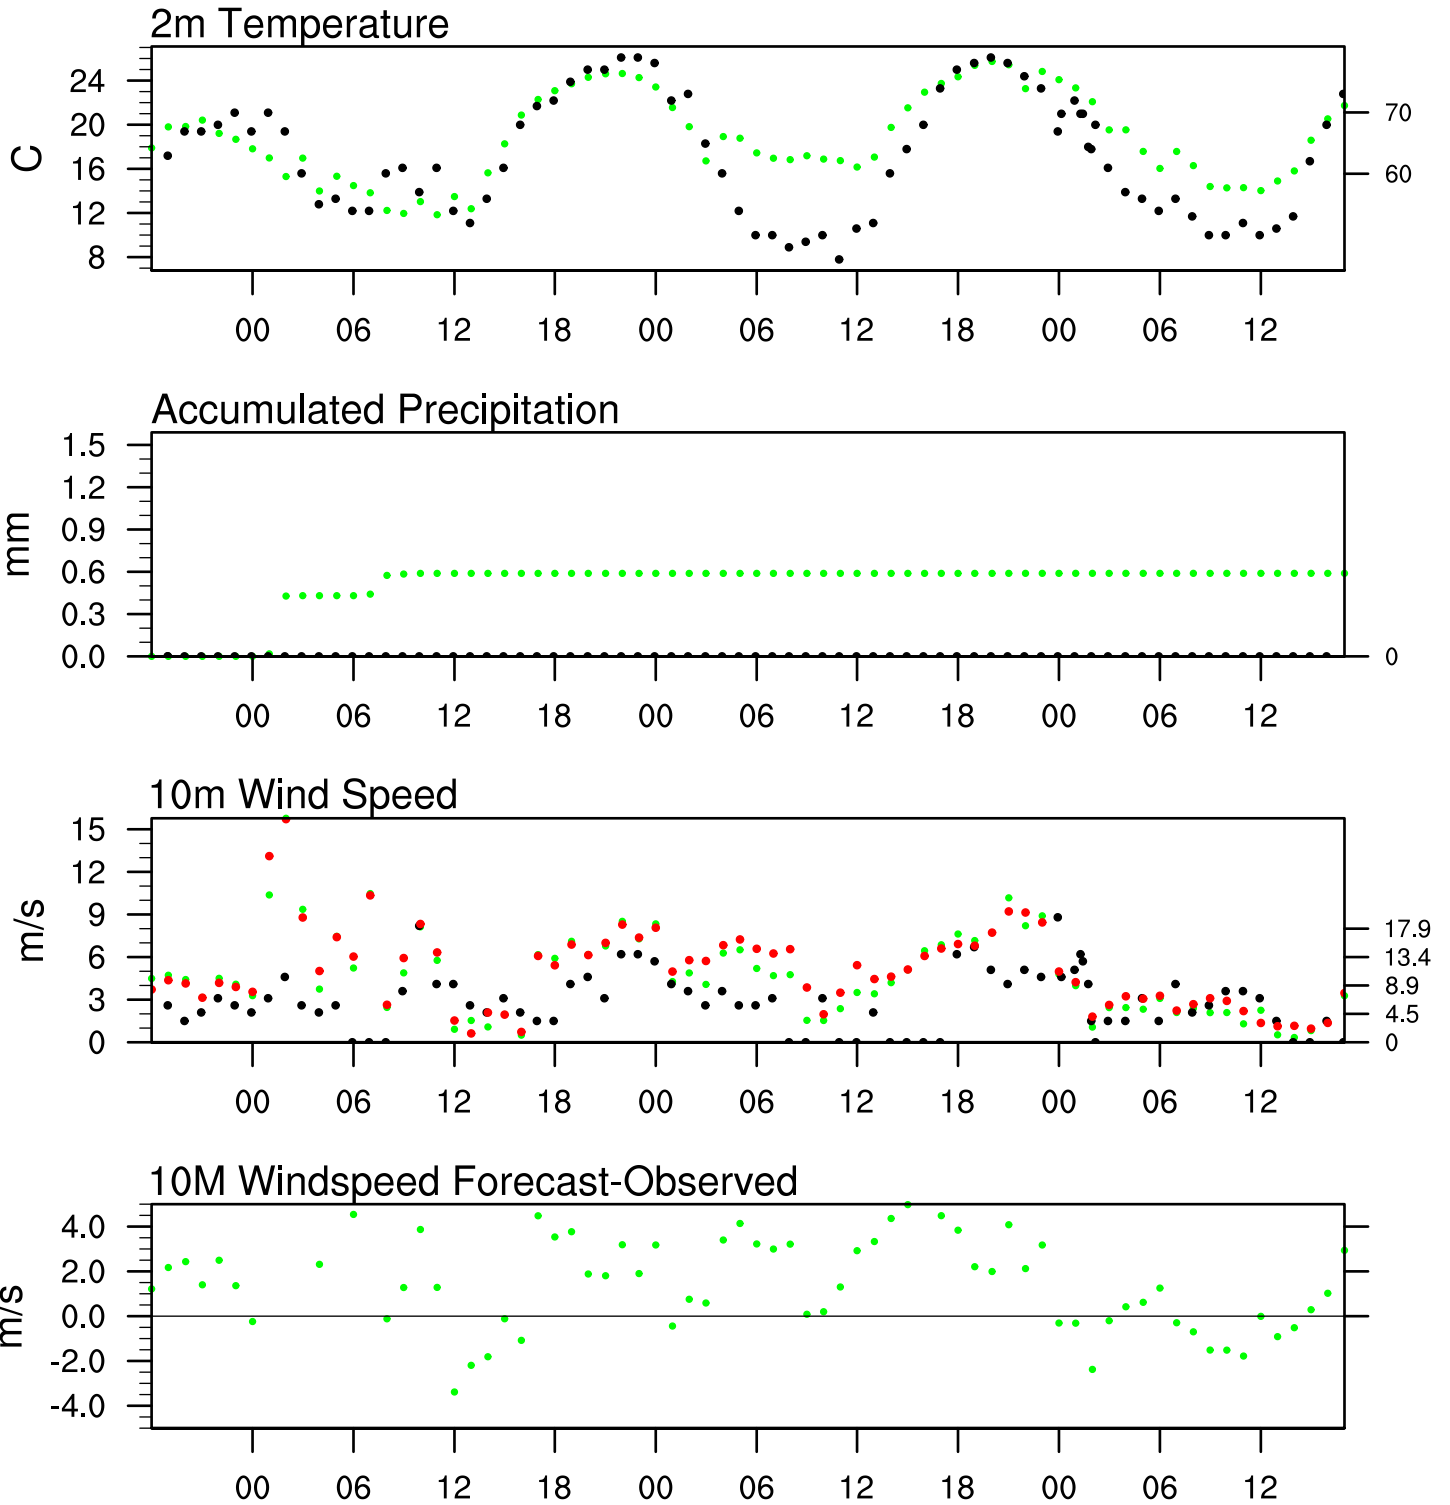 2m Temperature
C
24
20
16
12
8
70
60
00 06 12 18 00 06 12 18 00 06 12
Accumulated Precipitation
mm
1.5
1.2
0.9
0.6
0.3
0.0
0
00 06 12 18 00 06 12 18 00 06 12
10m Wind Speed
m/s
15
12
9
6
3
0
17.9
13.4
8.9
4.5
0
00 06 12 18 00 06 12 18 00 06 12
10M Windspeed Forecast-Observed
m/s
4.0
2.0
0.0
-2.0
-4.0
00 06 12 18 00 06 12 18 00 06 12